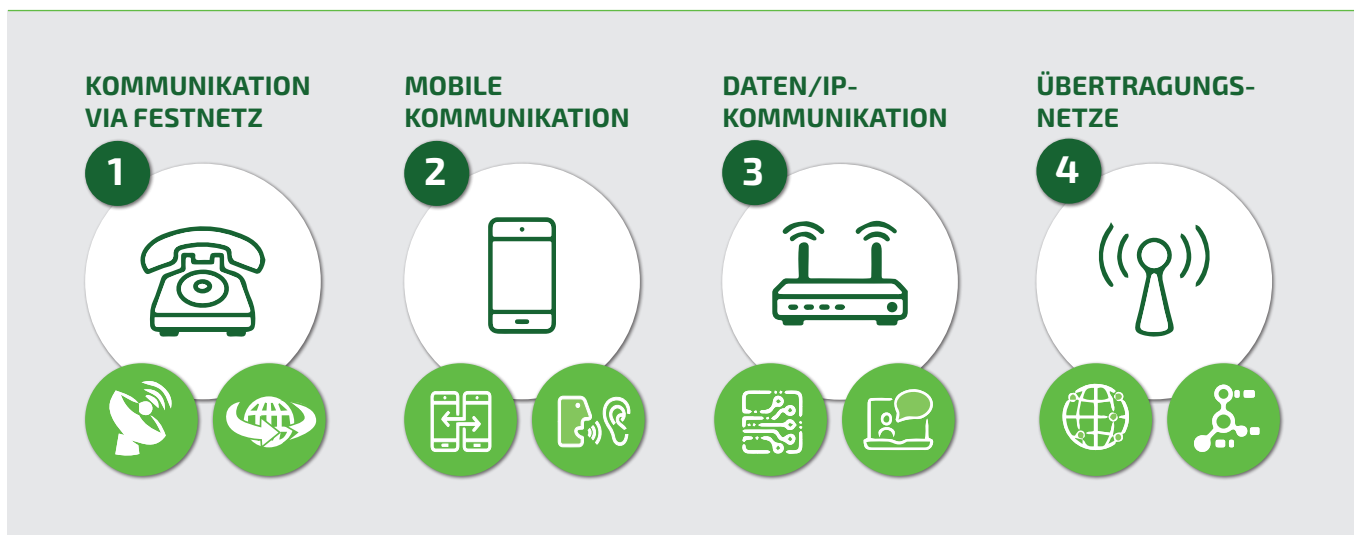 KOMMUNIKATION
VIA FESTNETZ
1
MOBILE
KOMMUNIKATION
2
DATEN/IP-
KOMMUNIKATION
3
ÜBERTRAGUNGS-
NETZE
4